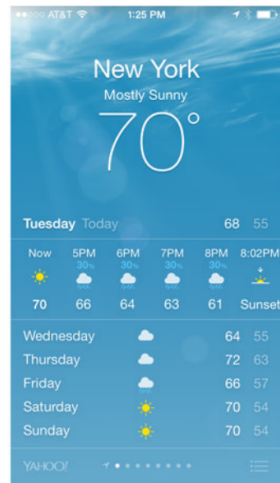 AT&T 1:25 PM
New York
Mostly Sunny
70°
Tuesday Today 68 55
Now 5PM 6PM 7PM 8PM 8:02PM
30% 30% 30% 30%
70 66 64 63 61 Sunset
Wednesday 64 55
Thursday 72 63
Friday 66 57
Saturday 70 54
Sunday 70 54
YAHOO!